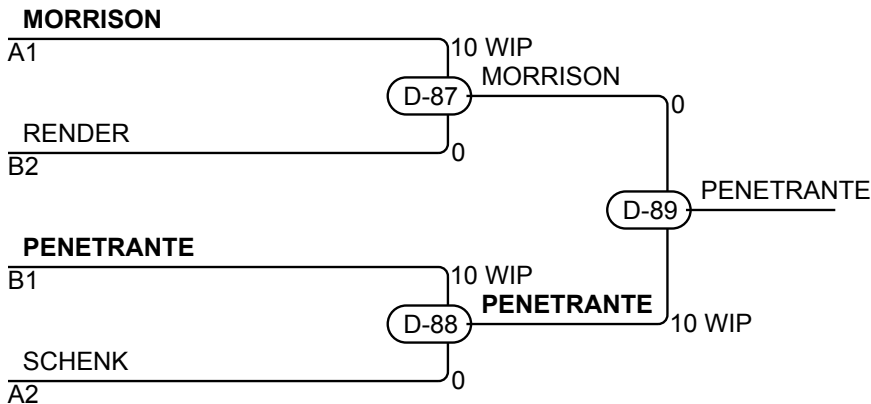 MORRISON
A1
10 WIP
D-87
MORRISON
RENDER
B2
0
0
D-89
PENETRANTE
PENETRANTE
B1
10 WIP
D-88
PENETRANTE
10 WIP
SCHENK
A2
0